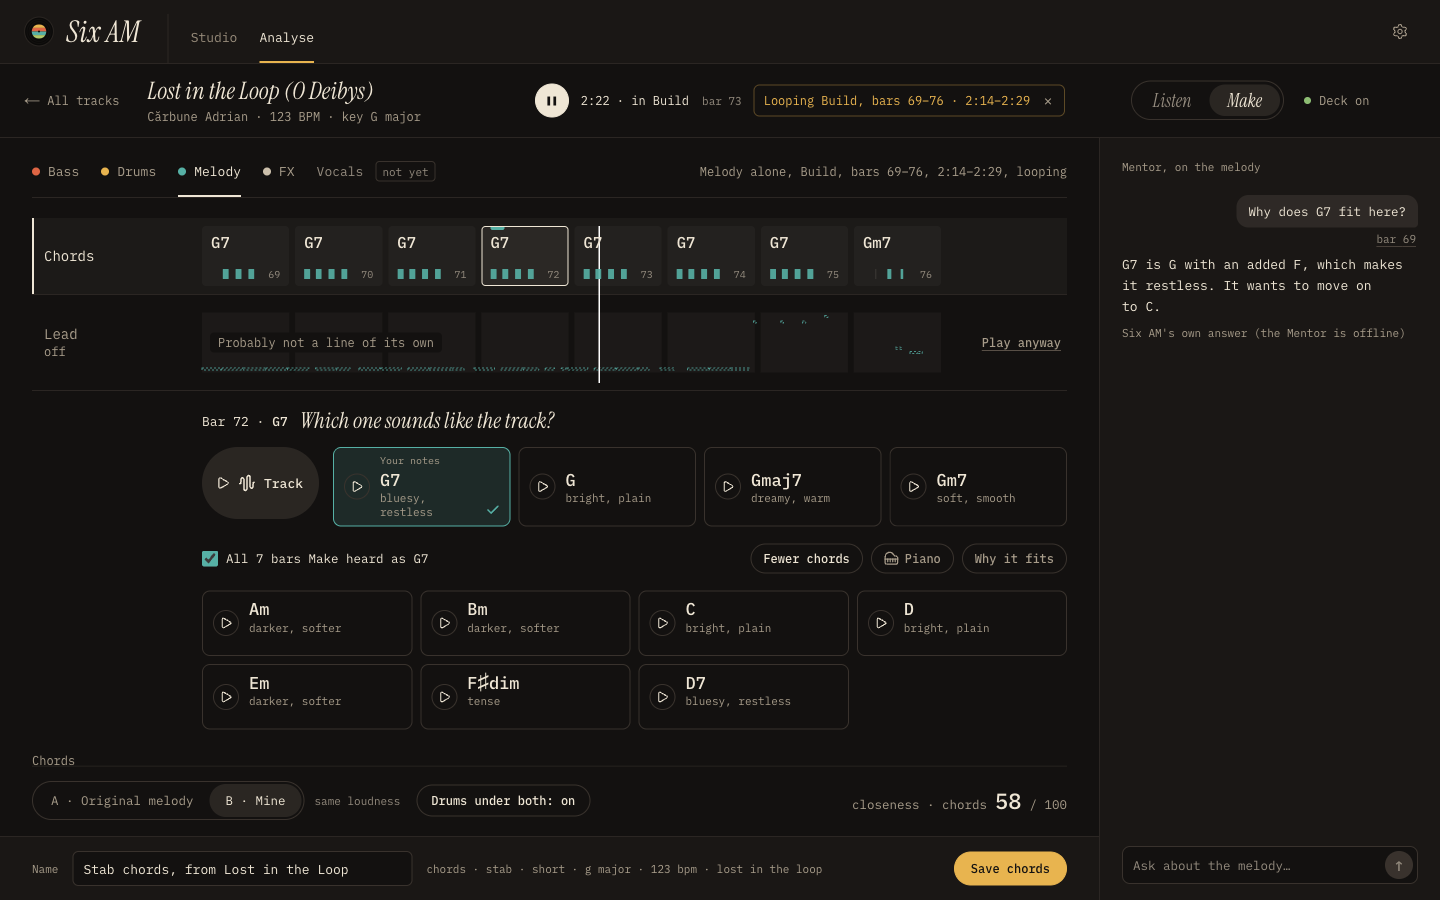 Six AM
Studio
Analyse
← All tracks
Lost in the Loop (O Deibys)
Cărbune Adrian · 123 BPM · key G major
2:22 · in Build
bar 73
Looping Build, bars 69–76 · 2:14–2:29 ×
Listen
Make
Deck on
Bass
Drums
Melody
FX
Vocals
not yet
Melody alone, Build, bars 69–76, 2:14–2:29, looping
Chords
G7
69
G7
70
G7
71
G7
72
G7
73
G7
74
G7
75
Gm7
76
Lead
off
Probably not a line of its own
Play anyway
Bar 72 · G7 Which one sounds like the track?
Track
Your notes
G7
bluesy,
restless
G
bright, plain
Gmaj7
dreamy, warm
Gm7
soft, smooth
All 7 bars Make heard as G7
Fewer chords
Piano
Why it fits
Am
darker, softer
Bm
darker, softer
C
bright, plain
D
bright, plain
Em
darker, softer
F♯dim
tense
D7
bluesy, restless
Chords
A · Original melody
B · Mine
same loudness
Drums under both: on
closeness · chords 58 / 100
Name
Stab chords, from Lost in the Loop
chords · stab · short · g major · 123 bpm · lost in the loop
Save chords
Mentor, on the melody
Why does G7 fit here?
bar 69
G7 is G with an added F, which makes
it restless. It wants to move on
to C.
Six AM's own answer (the Mentor is offline)
Ask about the melody…
↑